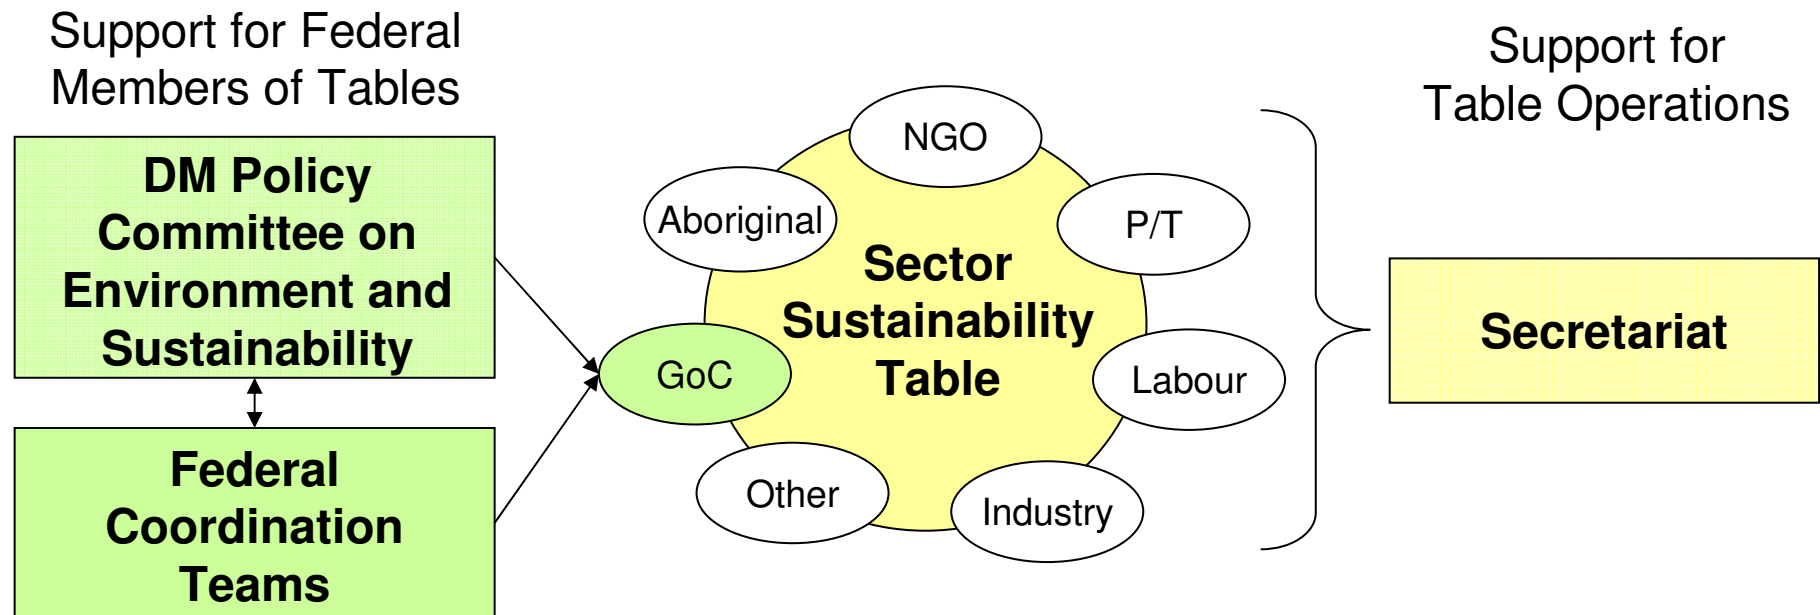 Support for Federal
Members of Tables
DM Policy
Committee on
Environment and
Sustainability
Federal
Coordination
Teams
NGO
Aboriginal
P/T
Sector
Sustainability
Table
GoC
Labour
Other
Industry
Support for
Table Operations
Secretariat